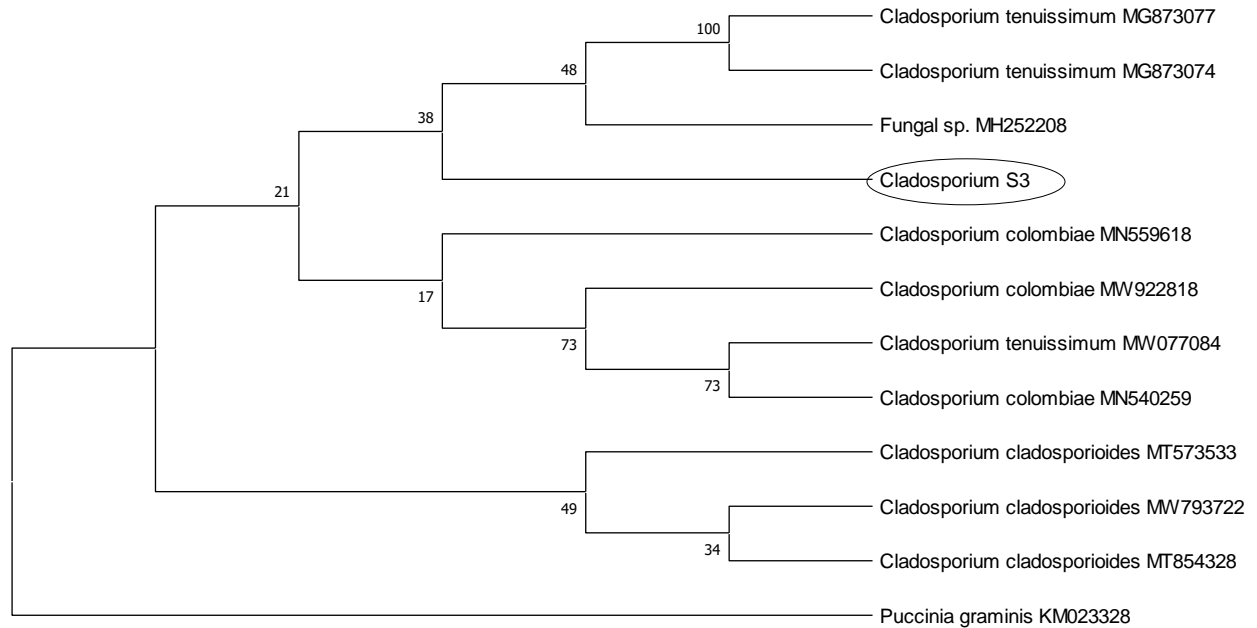 Cladosporium tenuissimum MG873077
100
Cladosporium tenuissimum MG873074
48
Fungal sp. MH252208
38
Cladosporium S3
21
Cladosporium colombiae MN559618
17
Cladosporium colombiae MW922818
73
Cladosporium tenuissimum MW077084
73
Cladosporium colombiae MN540259
Cladosporium cladosporioides MT573533
49
Cladosporium cladosporioides MW793722
34
Cladosporium cladosporioides MT854328
Puccinia graminis KM023328